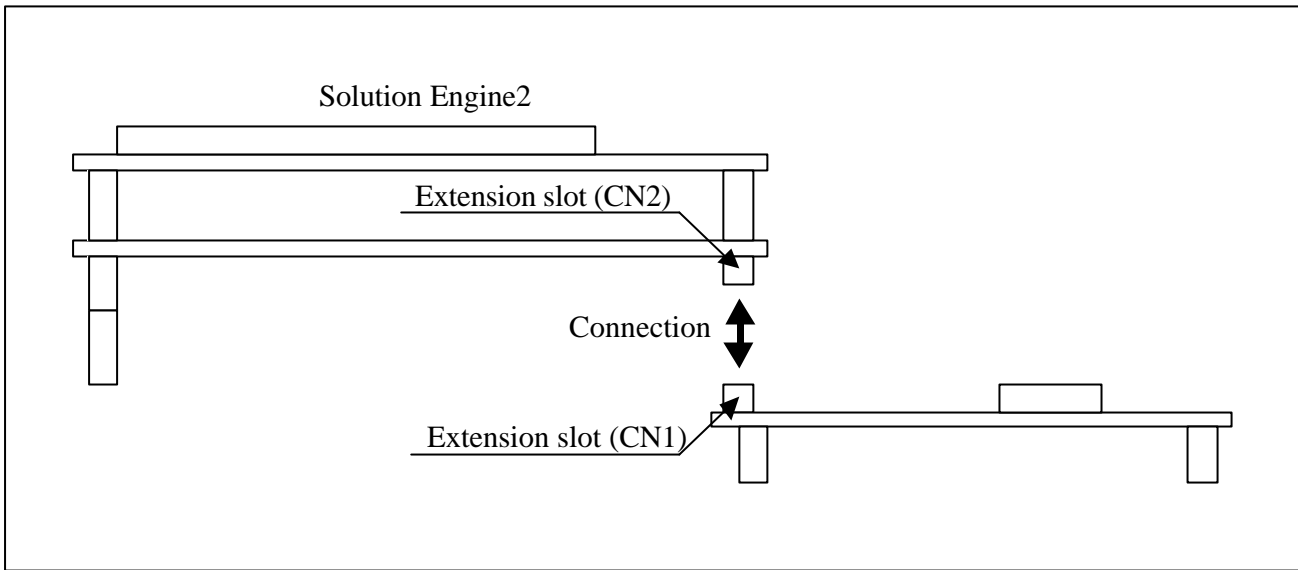 Solution Engine2
Extension slot (CN2)
Connection
Extension slot (CN1)